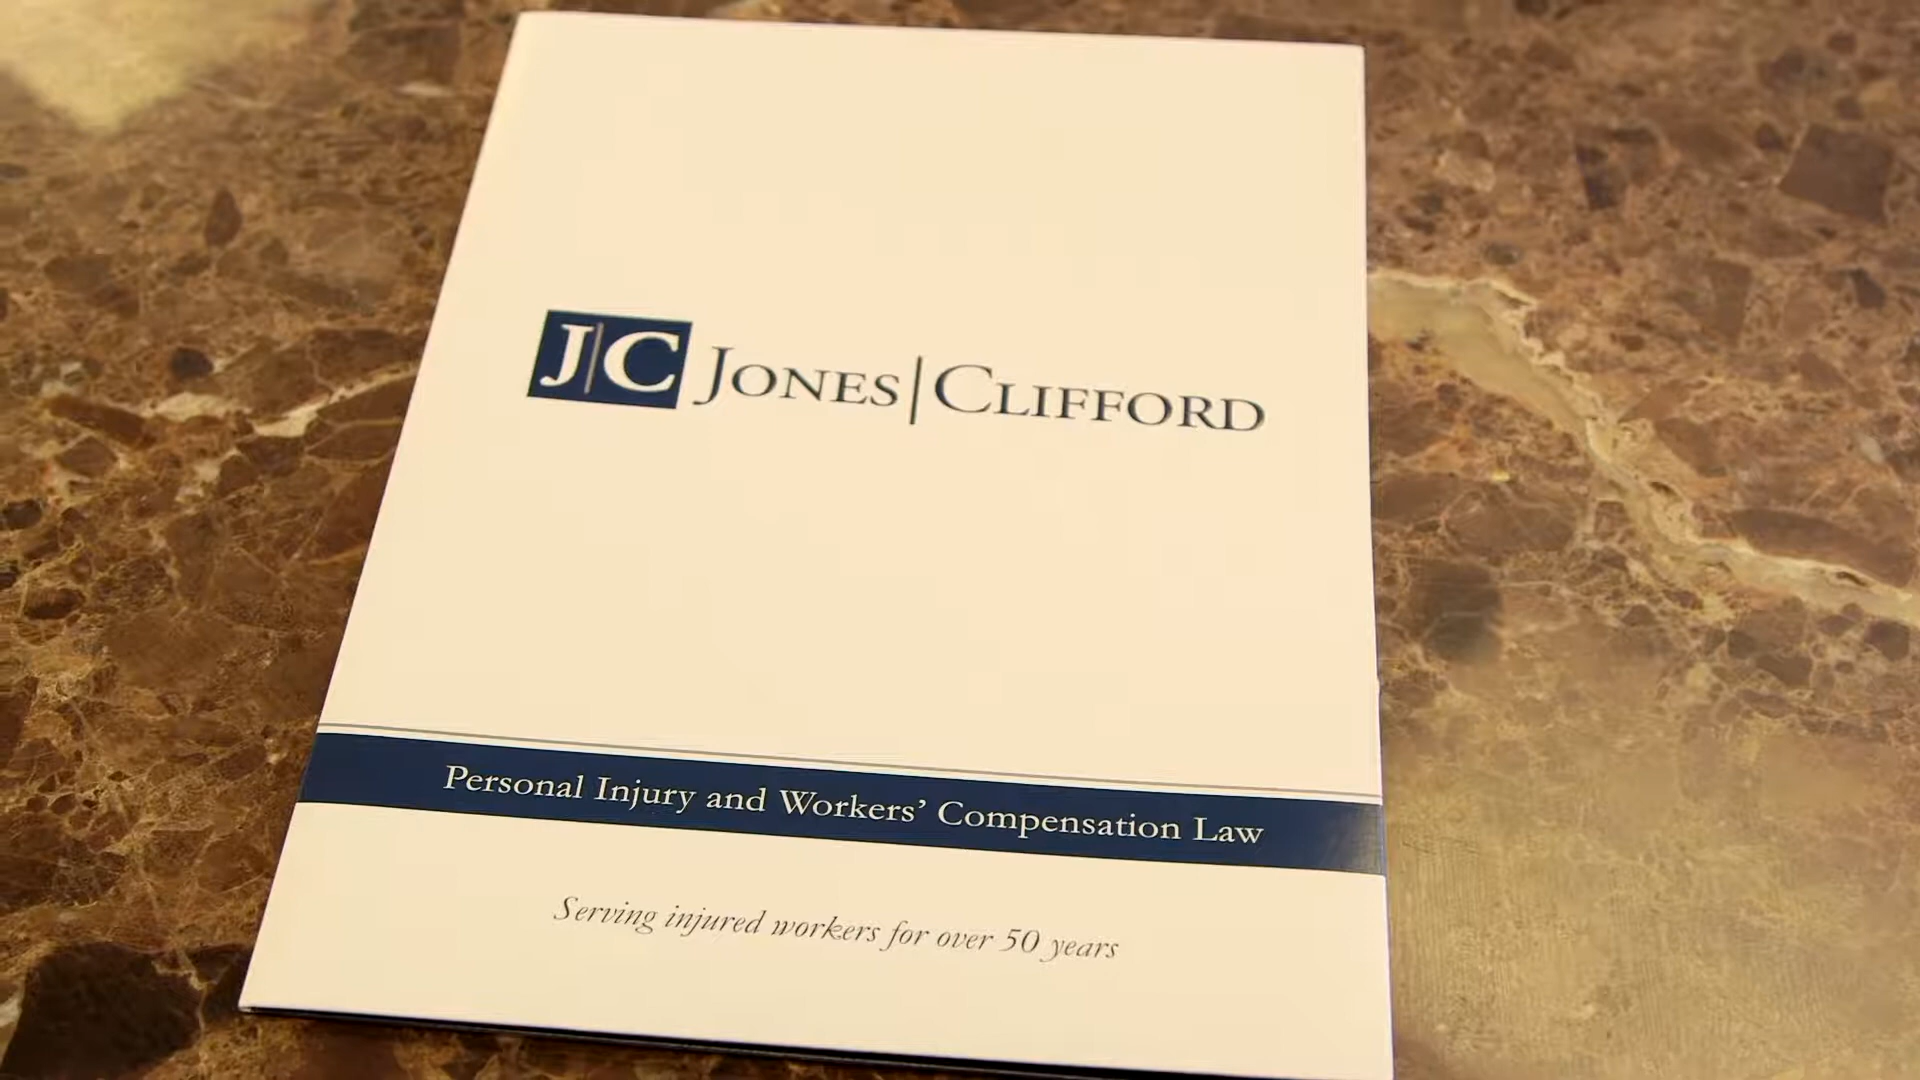 J|C JONES|CLIFFORD
Personal Injury and Workers’ Compensation Law
Serving injured workers for over 50 years